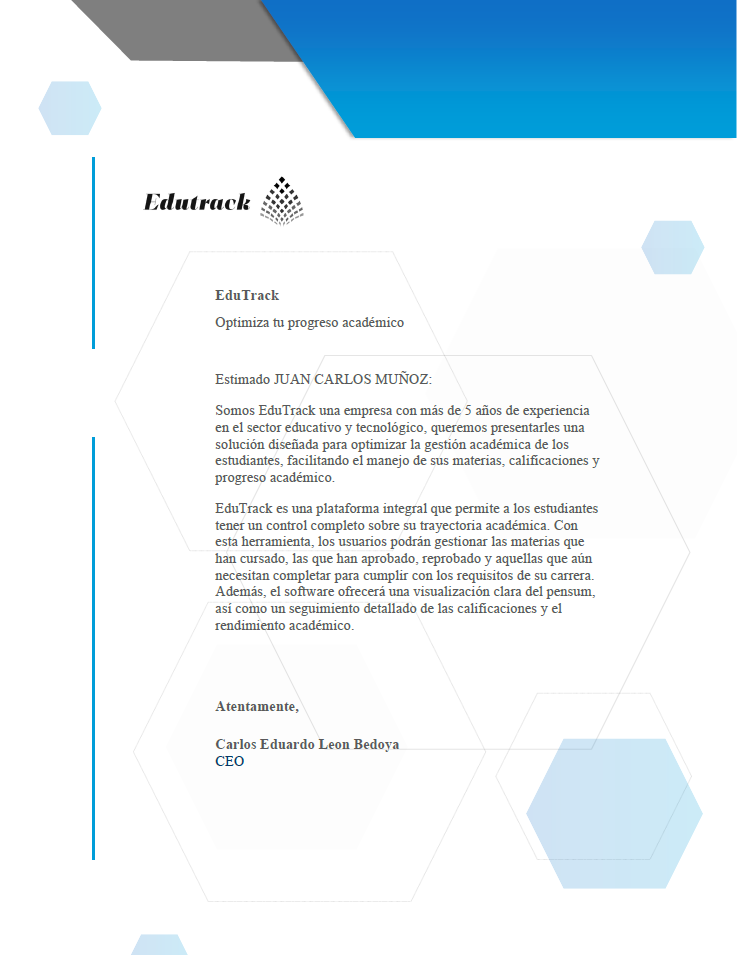 Edutrack
EduTrack
Optimiza tu progreso académico
Estimado JUAN CARLOS MUÑOZ:
Somos EduTrack una empresa con más de 5 años de experiencia
en el sector educativo y tecnológico, queremos presentarles una
solución diseñada para optimizar la gestión académica de los
estudiantes, facilitando el manejo de sus materias, calificaciones y
progreso académico.
EduTrack es una plataforma integral que permite a los estudiantes
tener un control completo sobre su trayectoria académica. Con
esta herramienta, los usuarios podrán gestionar las materias que
han cursado, las que han aprobado, reprobado y aquellas que aún
necesitan completar para cumplir con los requisitos de su carrera.
Además, el software ofrecerá una visualización clara del pensum,
así como un seguimiento detallado de las calificaciones y el
rendimiento académico.
Atentamente,
Carlos Eduardo Leon Bedoya
CEO